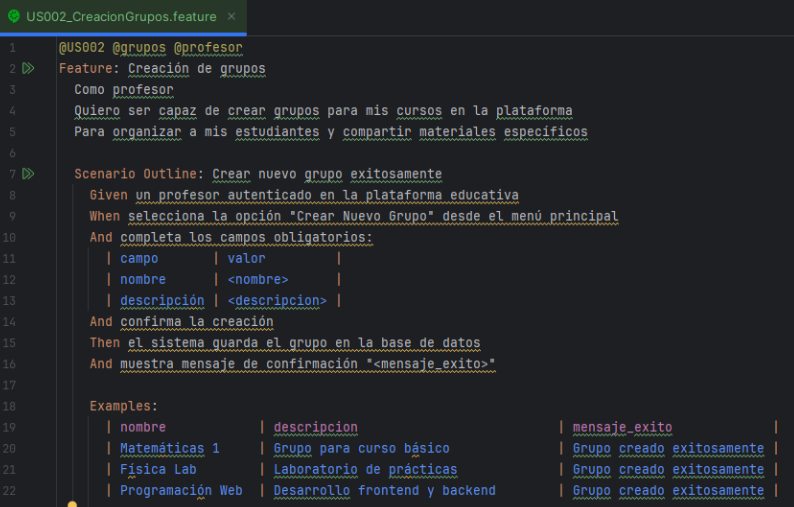 US002_CreacionGrupos.feature ×
1 @US002 @grupos @profesor
2 Feature: Creación de grupos
3 Como profesor
4 Quiero ser capaz de crear grupos para mis cursos en la plataforma
5 Para organizar a mis estudiantes y compartir materiales especificos
6
7 Scenario Outline: Crear nuevo grupo exitosamente
8 Given un profesor autenticado en la plataforma educativa
9 When selecciona la opción "Crear Nuevo Grupo" desde el menú principal
10 And completa los campos obligatorios:
11 | campo | valor |
12 | nombre | <nombre> |
13 | descripción | <descripcion> |
14 And confirma la creación
15 Then el sistema guarda el grupo en la base de datos
16 And muestra mensaje de confirmación "<mensaje_exito>"
17
18 Examples:
19 | nombre | descripcion | mensaje_exito |
20 | Matemáticas 1 | Grupo para curso básico | Grupo creado exitosamente |
21 | Física Lab | Laboratorio de prácticas | Grupo creado exitosamente |
22 | Programación Web | Desarrollo frontend y backend | Grupo creado exitosamente |